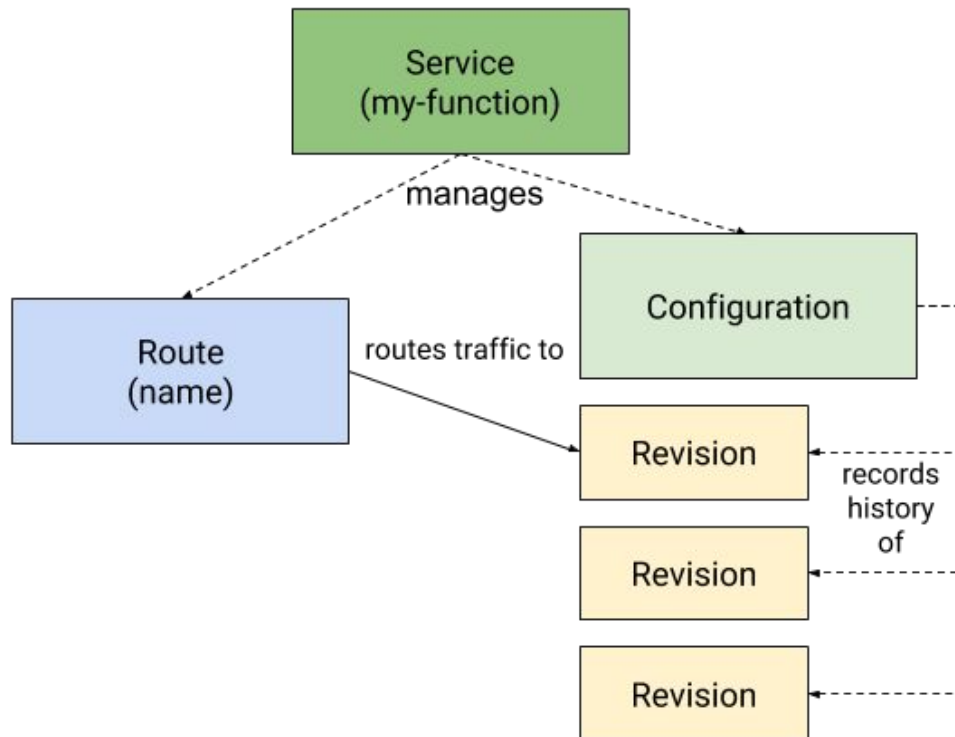 Service
(my-function)
manages
Configuration
Route
(name)
routes traffic to
Revision
records
history
of
Revision
Revision